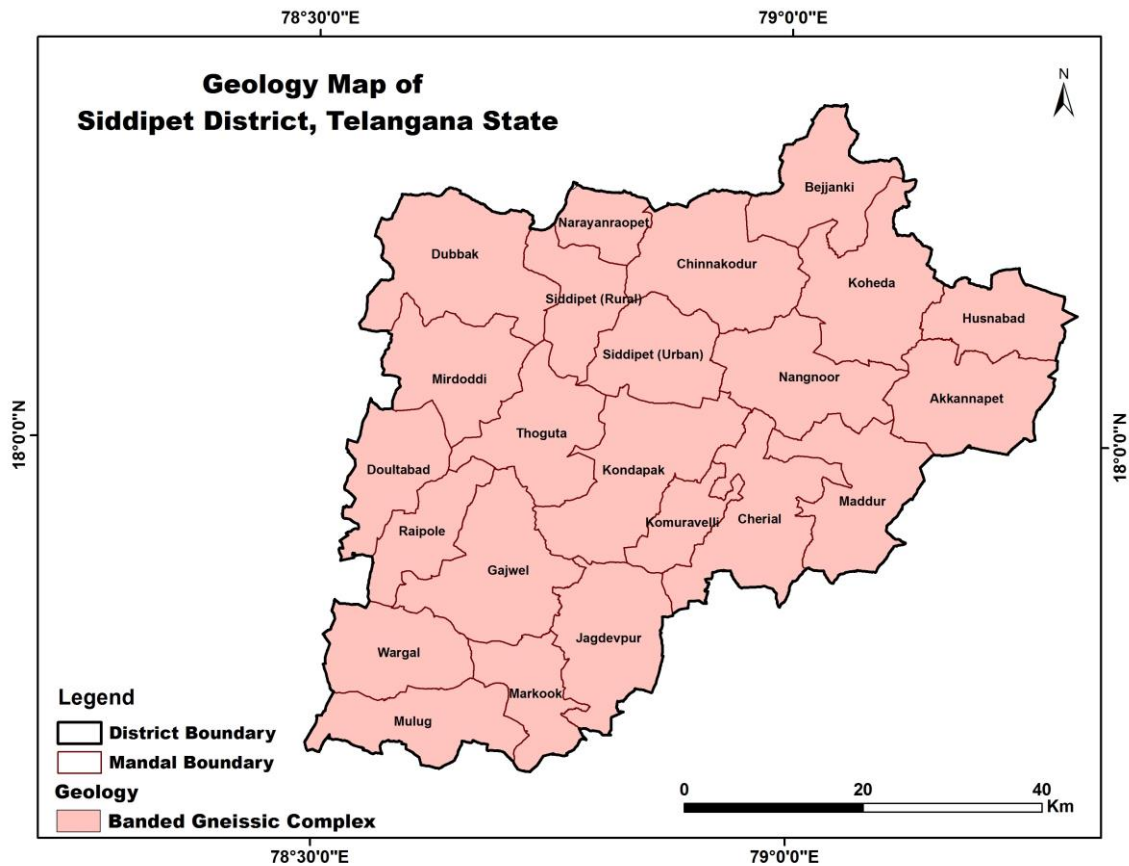 78°30'0"E
79°0'0"E
Geology Map of
Siddipet District, Telangana State
N
Bejjanki
Narayanraopet
Dubbak
Chinnakodur
Koheda
Siddipet (Rural)
Husnabad
Siddipet (Urban)
Mirdoddi
Nangnoor
Akkannapet
Thoguta
18°0'0"N
18°0'0"N
Doultabad
Kondapak
Maddur
Raipole
Komuravelli
Cherial
Gajwel
Jagdevpur
Wargal
Markook
Mulug
Legend
District Boundary
Mandal Boundary
Geology
Banded Gneissic Complex
0 20 40
Km
78°30'0"E
79°0'0"E